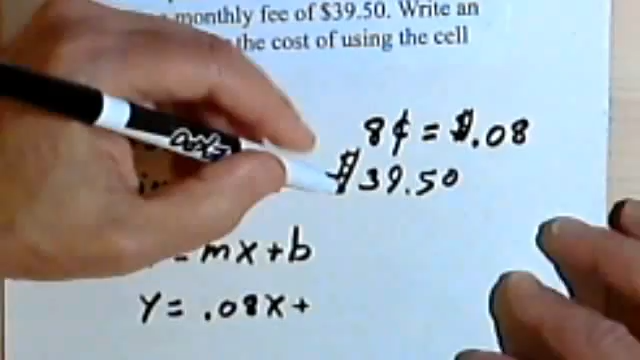 monthly fee of $39.50. Write an
the cost of using the cell
8¢ = $.08
$39.50
= mx + b
y = .08x +